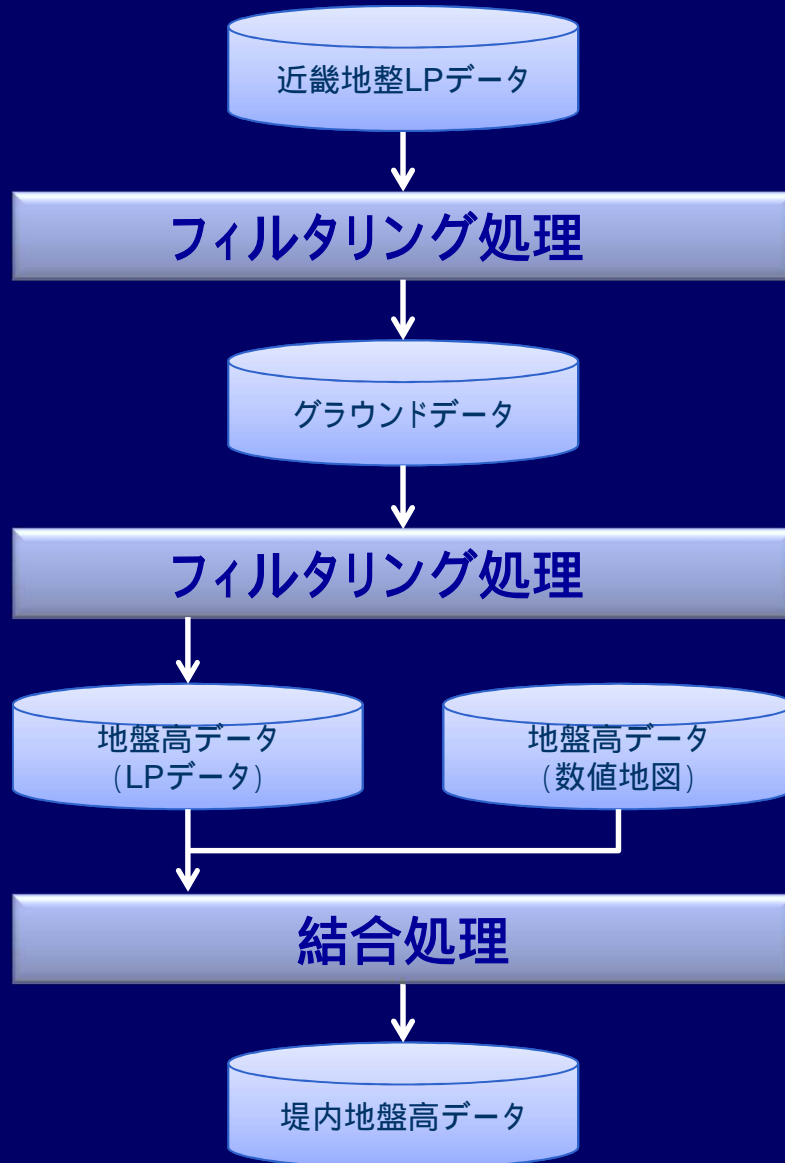 近畿地整LPデータ
フィルタリング処理
グラウンドデータ
フィルタリング処理
地盤高データ
(LPデータ)
地盤高データ
(数値地図)
結合処理
堤内地盤高データ